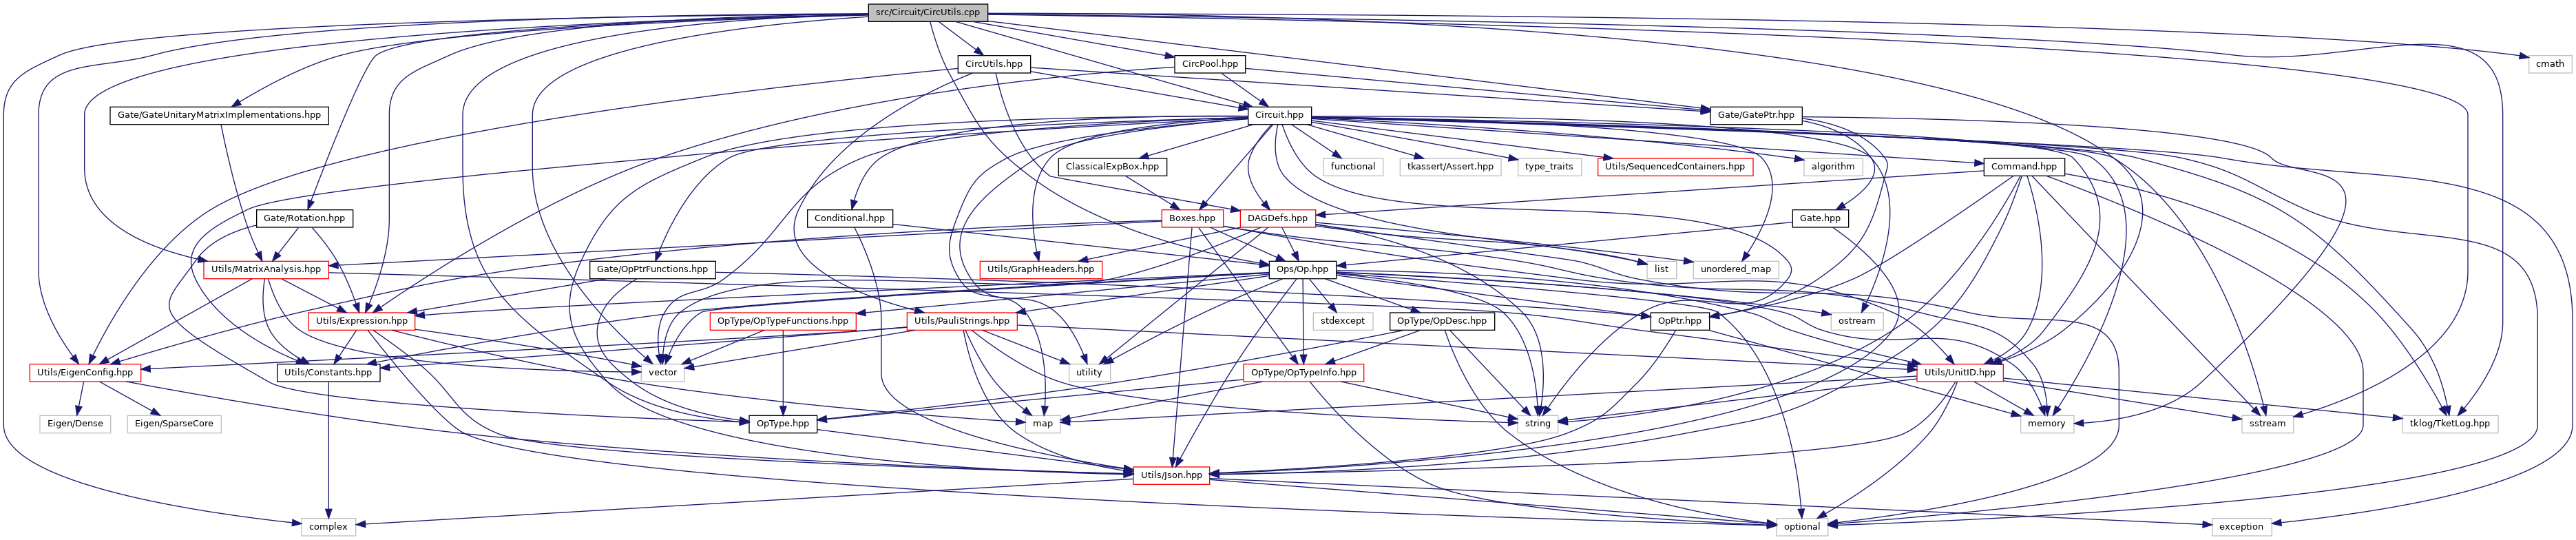 src/Circuit/CircUtils.cpp
CircUtils.hpp
CircPool.hpp
cmath
Gate/GateUnitaryMatrixImplementations.hpp
Circuit.hpp
Gate/GatePtr.hpp
ClassicalExpBox.hpp
functional
tkassert/Assert.hpp
type_traits
Utils/SequencedContainers.hpp
algorithm
Command.hpp
Gate/Rotation.hpp
Conditional.hpp
Boxes.hpp
DAGDefs.hpp
Gate.hpp
Utils/MatrixAnalysis.hpp
Gate/OpPtrFunctions.hpp
Utils/GraphHeaders.hpp
Ops/Op.hpp
list
unordered_map
Utils/Expression.hpp
OpType/OpTypeFunctions.hpp
Utils/PauliStrings.hpp
stdexcept
OpType/OpDesc.hpp
OpPtr.hpp
ostream
Utils/EigenConfig.hpp
Utils/Constants.hpp
vector
utility
OpType/OpTypeInfo.hpp
Utils/UnitID.hpp
Eigen/Dense
Eigen/SparseCore
OpType.hpp
map
string
memory
sstream
tklog/TketLog.hpp
Utils/Json.hpp
complex
optional
exception